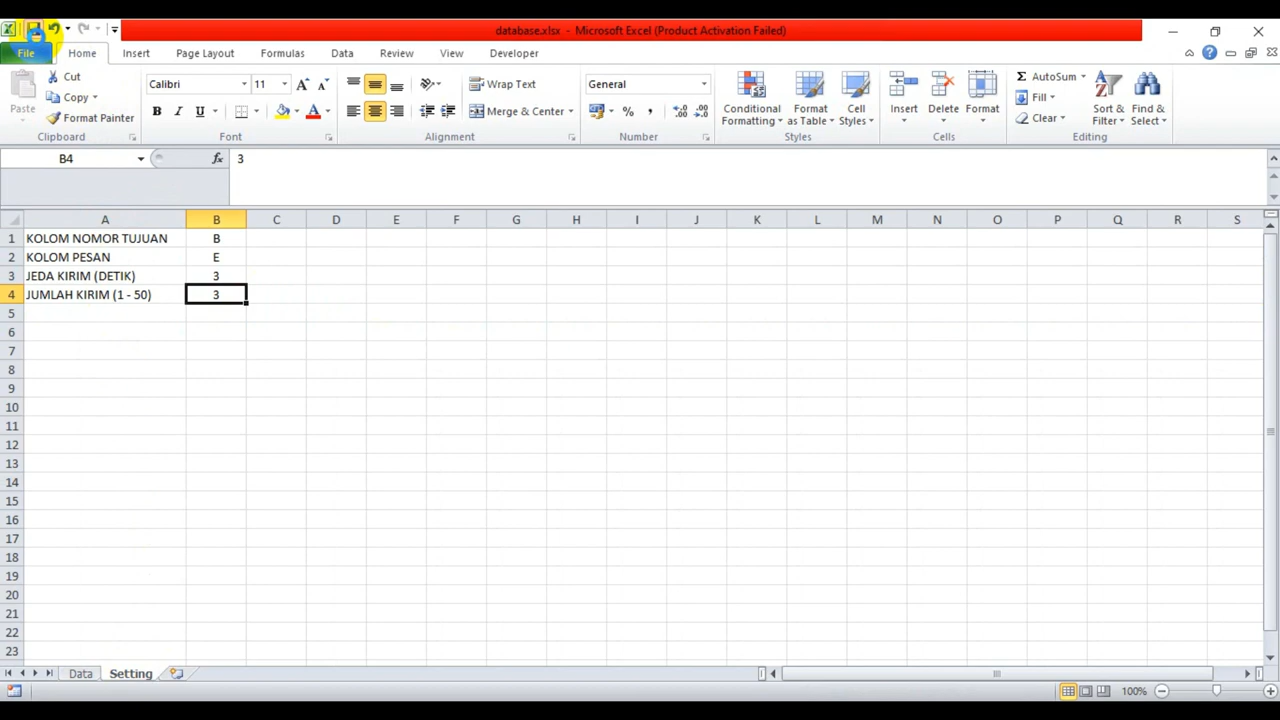 database.xlsx - Microsoft Excel (Product Activation Failed)
File Home Insert Page Layout Formulas Data Review View Developer
Paste
Cut
Copy
Format Painter
Clipboard
Calibri 11
B I U A
Font
Wrap Text
Merge & Center
Alignment
General
%
Number
Conditional Formatting
Format as Table
Cell Styles
Styles
Insert Delete Format
Cells
Σ AutoSum
Fill
Clear
Sort & Filter
Find & Select
Editing
B4 fx 3
A B C D E F G H I J K L M N O P Q R S
1 KOLOM NOMOR TUJUAN B
2 KOLOM PESAN E
3 JEDA KIRIM (DETIK) 3
4 JUMLAH KIRIM (1 - 50) 3
5
6
7
8
9
10
11
12
13
14
15
16
17
18
19
20
21
22
23
Data Setting
100%